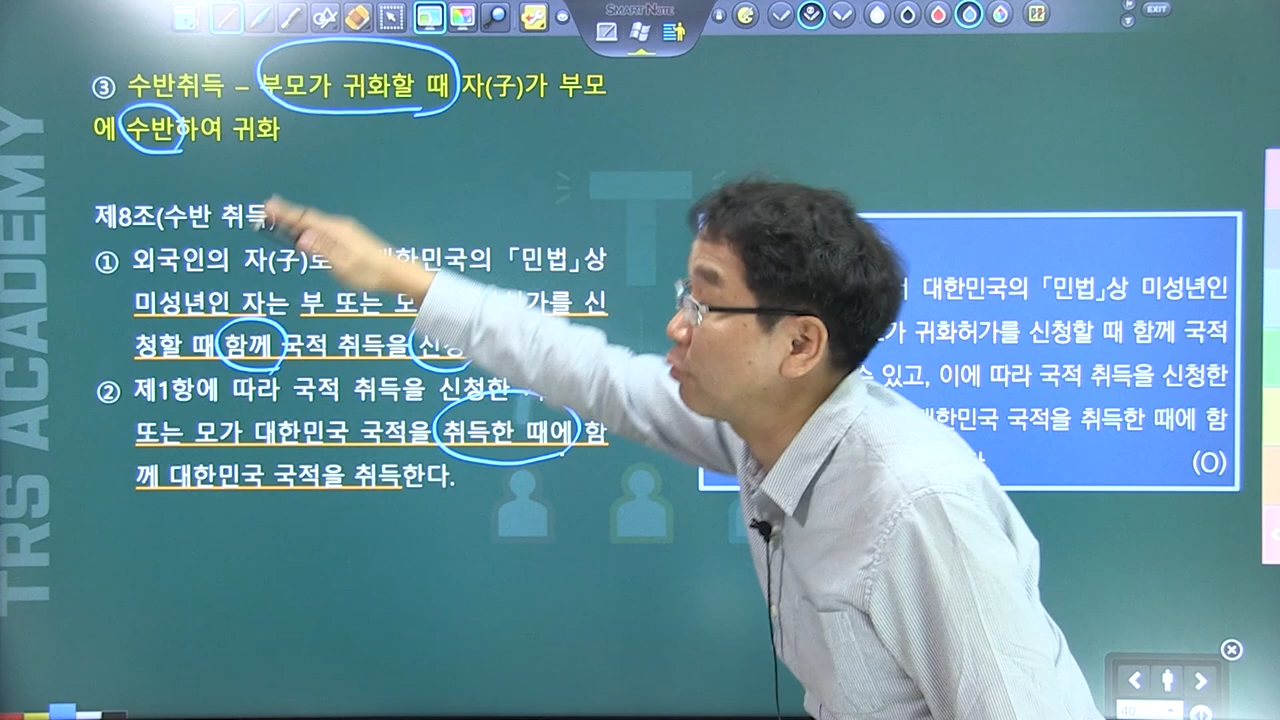 SMART NOTE
EXIT
③ 수반취득 – 부모가 귀화할 때 자(子)가 부모
에 수반하여 귀화
제8조(수반 취득
① 외국인의 자(子)로 대한민국의 「민법」상
미성년인 자는 부 또는 모 허가를 신
청할 때 함께 국적 취득을 신청
② 제1항에 따라 국적 취득을 신청한
또는 모가 대한민국 국적을 취득한 때에 함
께 대한민국 국적을 취득한다.
대한민국의 「민법」상 미성년인
가 귀화허가를 신청할 때 함께 국적
수 있고, 이에 따라 국적 취득을 신청한
대한민국 국적을 취득한 때에 함
(O)
TRS ACADEMY
40